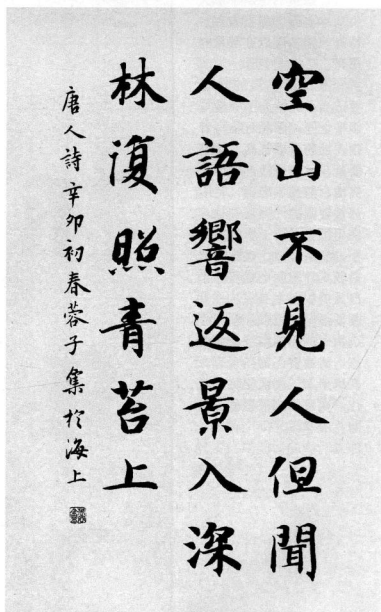 空山不見人但聞
人語響返景入深
林復照青苔上
唐人詩辛卯初春蓉子集於海上